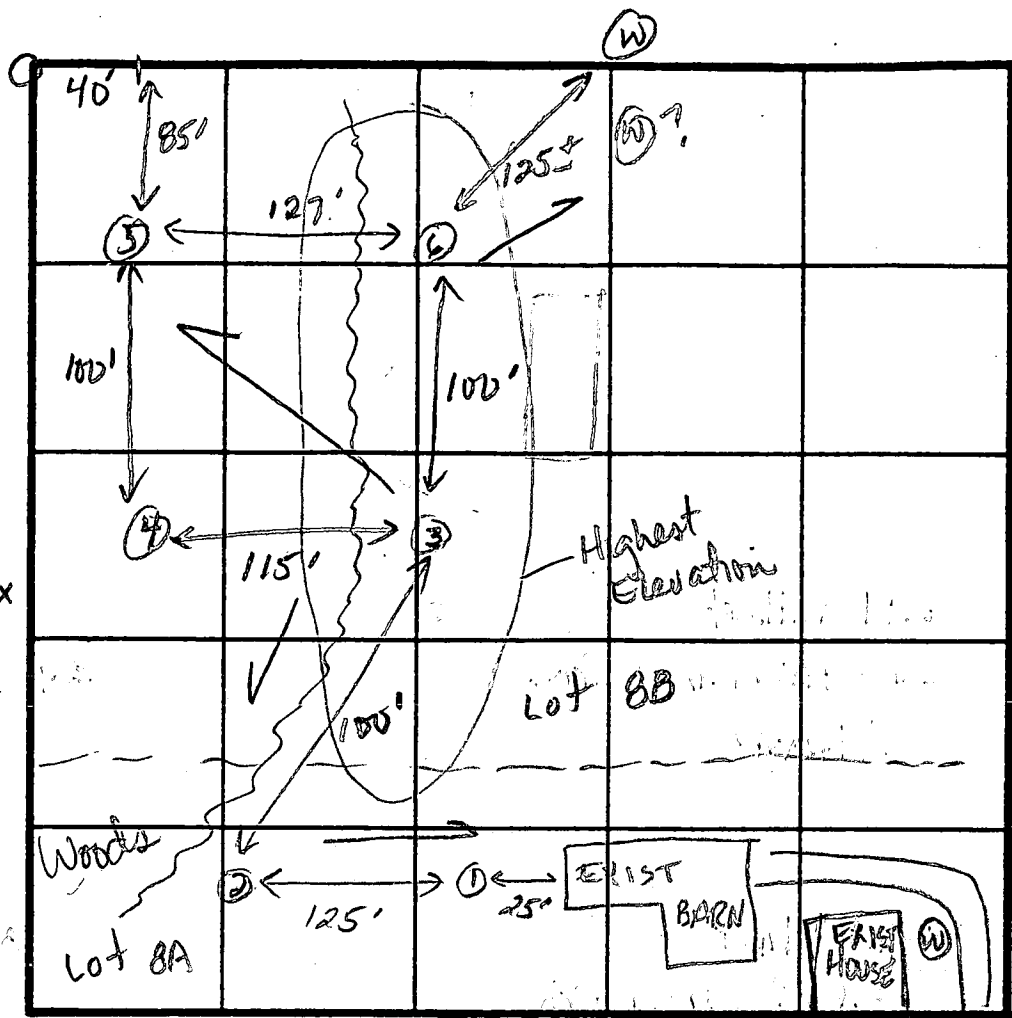 W
40'
85'
W?
125±
127'
5
6
100'
100'
4
3
115'
Highest
Elevation
x
Lot 8B
100'
Woods
2
1
125'
25'
EXIST
BARN
EXIST
HOUSE
W
Lot 8A